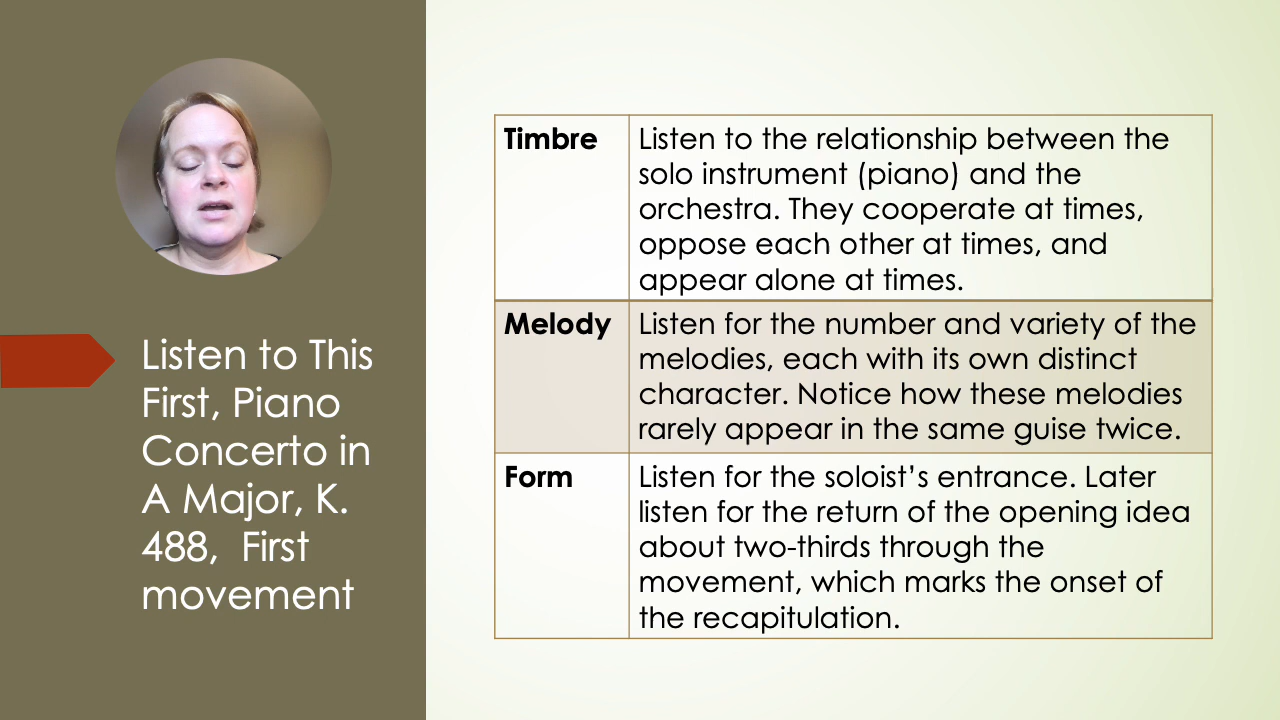 Listen to This
First, Piano
Concerto in
A Major, K.
488,  First
movement
Timbre
Listen to the relationship between the
solo instrument (piano) and the
orchestra. They cooperate at times,
oppose each other at times, and
appear alone at times.
Melody
Listen for the number and variety of the
melodies, each with its own distinct
character. Notice how these melodies
rarely appear in the same guise twice.
Form
Listen for the soloist’s entrance. Later
listen for the return of the opening idea
about two-thirds through the
movement, which marks the onset of
the recapitulation.